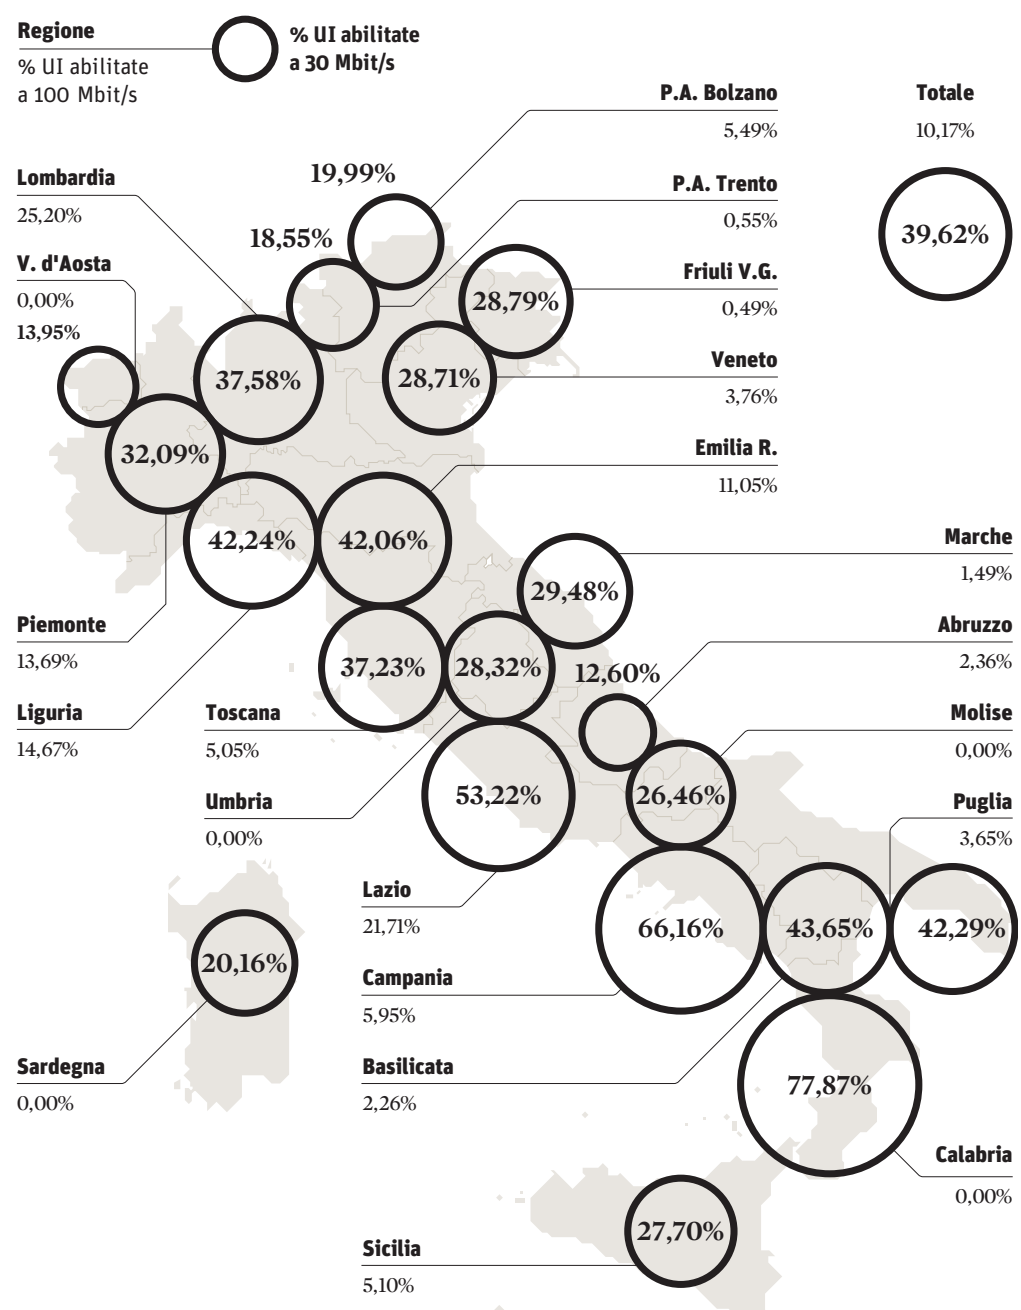 Regione
% UI abilitate
a 100 Mbit/s
% UI abilitate
a 30 Mbit/s
P.A. Bolzano
5,49%
19,99%
Totale
10,17%
39,62%
Lombardia
25,20%
37,58%
P.A. Trento
0,55%
18,55%
V. d'Aosta
0,00%
13,95%
Friuli V.G.
0,49%
28,79%
Veneto
3,76%
28,71%
32,09%
Emilia R.
11,05%
42,24%
42,06%
Marche
1,49%
29,48%
Piemonte
13,69%
Abruzzo
2,36%
12,60%
37,23%
28,32%
Liguria
14,67%
Toscana
5,05%
Molise
0,00%
26,46%
Umbria
0,00%
53,22%
Puglia
3,65%
42,29%
Lazio
21,71%
66,16%
43,65%
20,16%
Campania
5,95%
Sardegna
0,00%
Basilicata
2,26%
77,87%
Calabria
0,00%
Sicilia
5,10%
27,70%